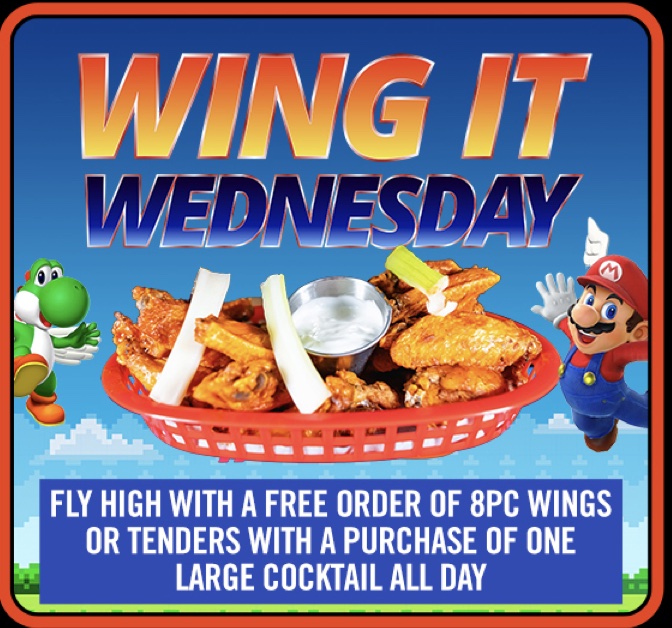 WING IT
WEDNESDAY
M
FLY HIGH WITH A FREE ORDER OF 8PC WINGS
OR TENDERS WITH A PURCHASE OF ONE
LARGE COCKTAIL ALL DAY